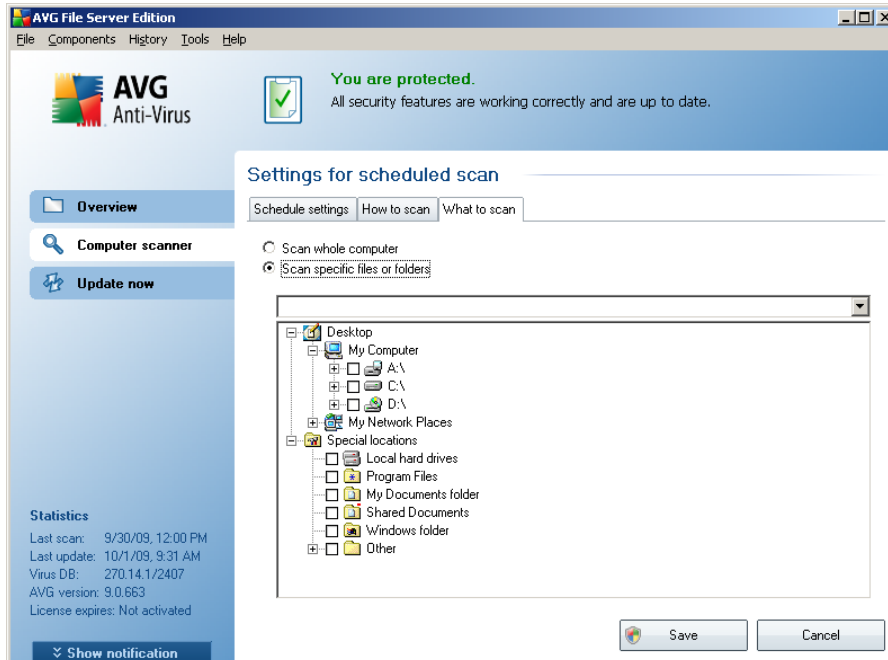 AVG File Server Edition
File Components History Tools Help
AVG
Anti-Virus
You are protected.
All security features are working correctly and are up to date.
Settings for scheduled scan
Overview
Computer scanner
Update now
Schedule settings How to scan What to scan
Scan whole computer
Scan specific files or folders
Desktop
My Computer
A:\
C:\
D:\
My Network Places
Special locations
Local hard drives
Program Files
My Documents folder
Shared Documents
Windows folder
Other
Statistics
Last scan: 9/30/09, 12:00 PM
Last update: 10/1/09, 9:31 AM
Virus DB: 270.14.1/2407
AVG version: 9.0.663
License expires: Not activated
Show notification
Save Cancel